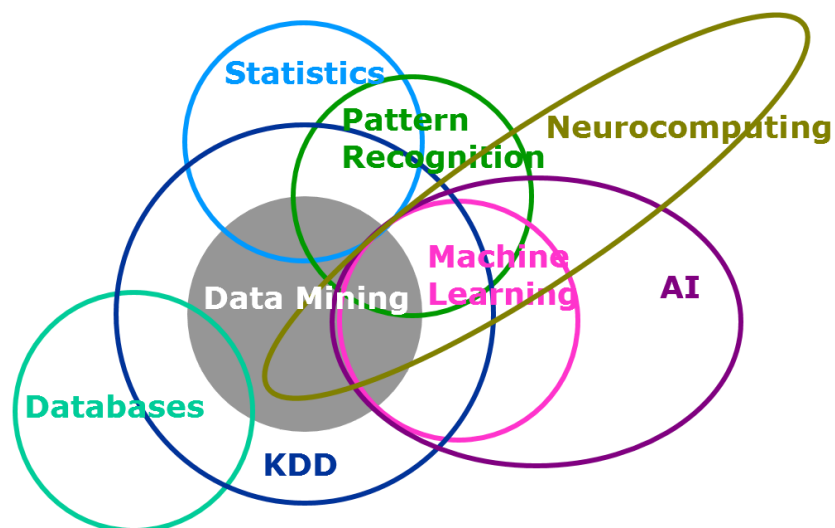 Statistics
Pattern
Recognition
Neurocomputing
Machine
Learning
AI
Data Mining
Databases
KDD